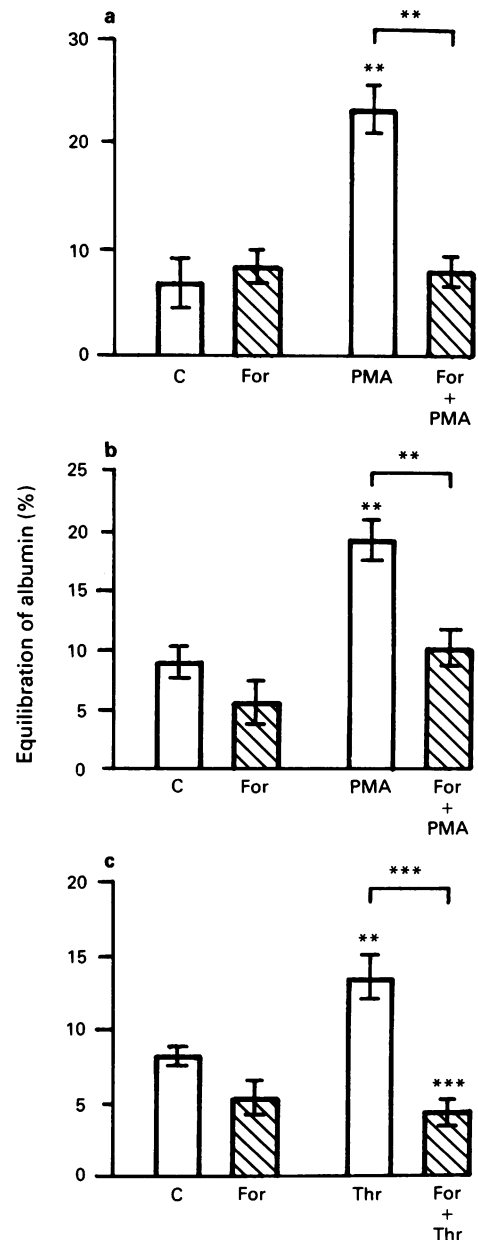 a
**
30
**
20
10
0
C For PMA For
+
PMA
Equilibration of albumin (%)
b
25
**
**
20
15
10
5
0
C For PMA For
+
PMA
c
20
***
**
15
10
***
5
0
C For Thr For
+
Thr